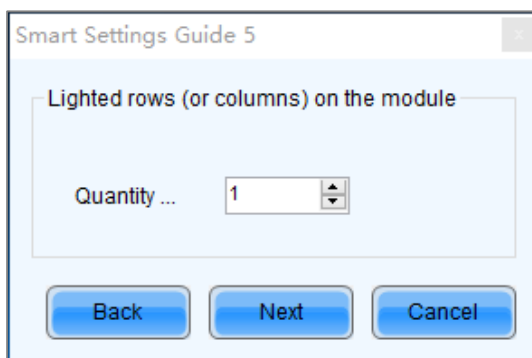 Smart Settings Guide 5
x
Lighted rows (or columns) on the module
Quantity ... 1
Back Next Cancel